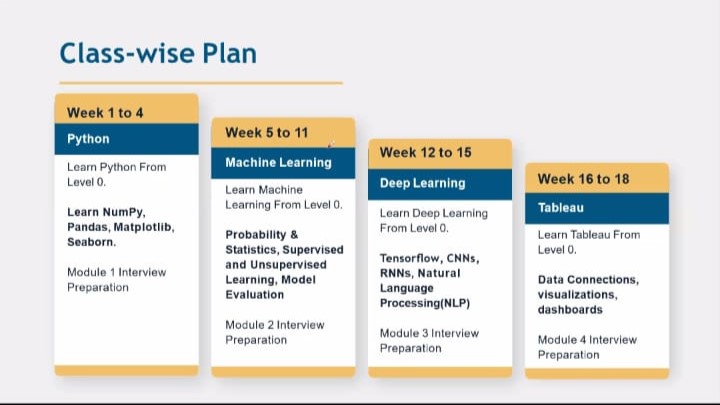 Class-wise Plan
Week 1 to 4
Python
Learn Python From
Level 0.
Learn NumPy,
Pandas, Matplotlib,
Seaborn.
Module 1 Interview
Preparation
Week 5 to 11
Machine Learning
Learn Machine
Learning From Level 0.
Probability &
Statistics, Supervised
and Unsupervised
Learning, Model
Evaluation
Module 2 Interview
Preparation
Week 12 to 15
Deep Learning
Learn Deep Learning
From Level 0.
Tensorflow, CNNs,
RNNs, Natural
Language
Processing(NLP)
Module 3 Interview
Preparation
Week 16 to 18
Tableau
Learn Tableau From
Level 0.
Data Connections,
visualizations,
dashboards
Module 4 Interview
Preparation